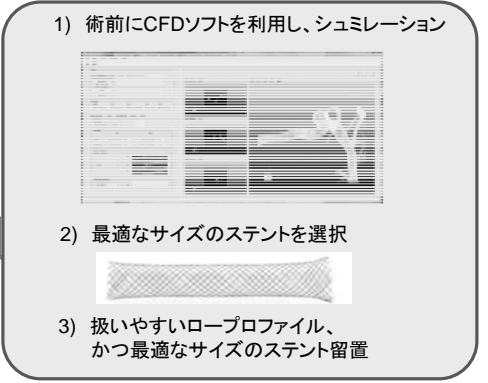 1) 術前にCFDソフトを利用し、シュミレーション
2) 最適なサイズのステントを選択
3) 扱いやすいロープロファイル、
かつ最適なサイズのステント留置